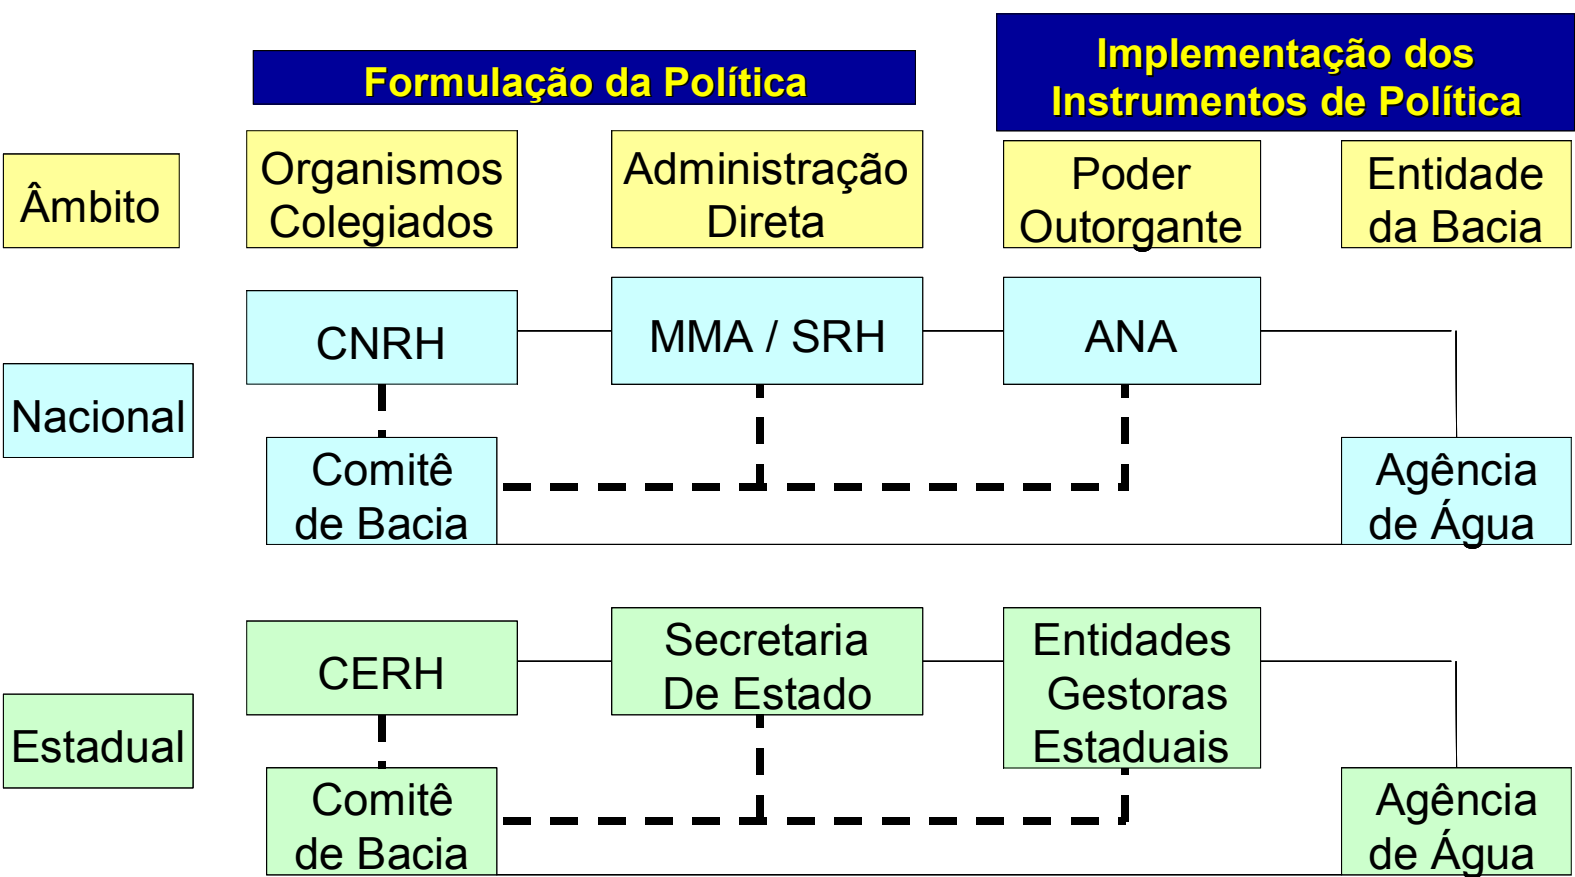 Formulação da Política
Implementação dos
Instrumentos de Política
Âmbito
Organismos
Colegiados
Administração
Direta
Poder
Outorgante
Entidade
da Bacia
Nacional
CNRH
MMA / SRH
ANA
Comitê
de Bacia
Agência
de Água
Estadual
CERH
Secretaria
De Estado
Entidades
Gestoras
Estaduais
Comitê
de Bacia
Agência
de Água